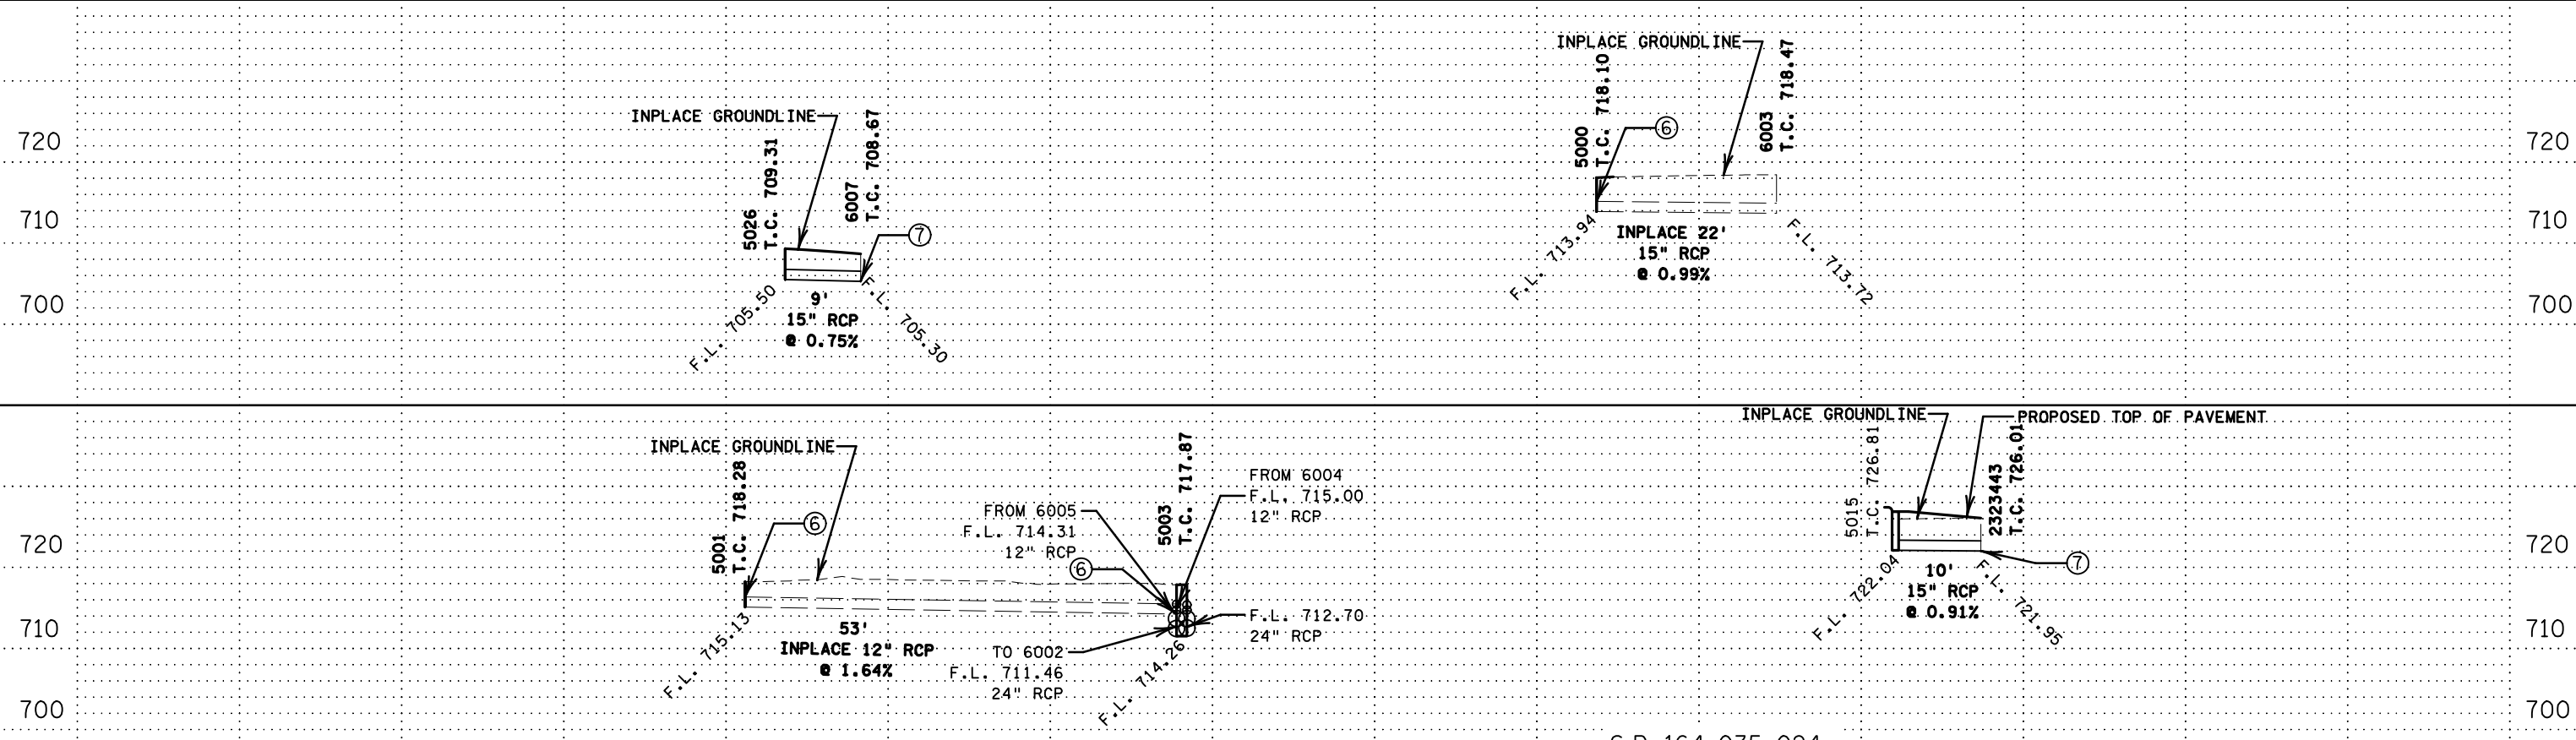 INPLACE GROUNDLINE
5026
T.C. 709.31
6007
T.C. 708.67
7
F.L. 705.50
9'
15" RCP
@ 0.75%
F.L. 705.30
INPLACE GROUNDLINE
5000
T.C. 718.10
6
6003
T.C. 718.47
F.L. 713.94
INPLACE 22'
15" RCP
@ 0.99%
F.L. 713.72
720
710
700
720
710
700
INPLACE GROUNDLINE
5001
T.C. 718.28
6
F.L. 715.13
53'
INPLACE 12" RCP
@ 1.64%
FROM 6005
F.L. 714.31
12" RCP
6
5003
T.C. 717.87
FROM 6004
F.L. 715.00
12" RCP
F.L. 712.70
24" RCP
TO 6002
F.L. 711.46
24" RCP
F.L. 714.26
INPLACE GROUNDLINE
PROPOSED TOP OF PAVEMENT
5015
T.C. 726.81
2323443
T.C. 726.01
7
F.L. 722.04
10'
15" RCP
@ 0.91%
F.L. 721.95
720
710
700
720
710
700